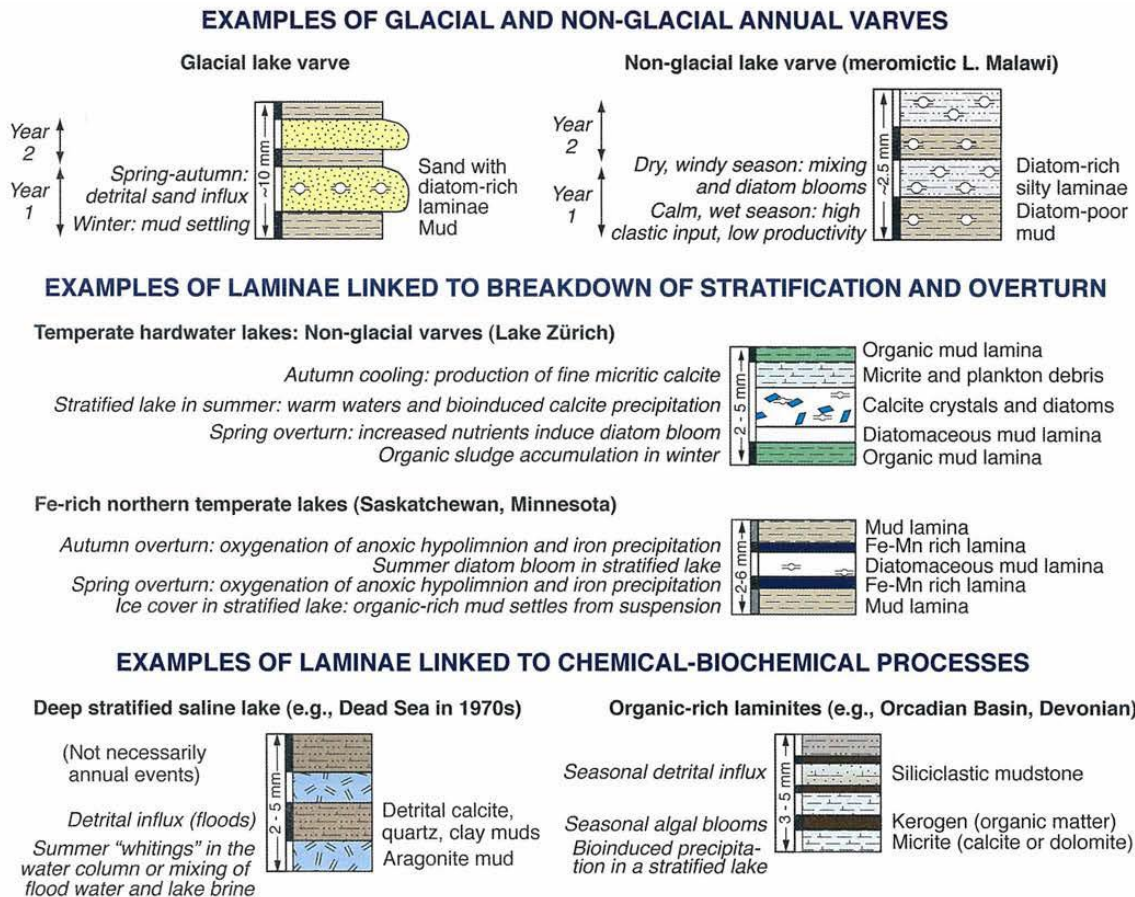 EXAMPLES OF GLACIAL AND NON-GLACIAL ANNUAL VARVES
Glacial lake varve
Year
2
Year
1
Spring-autumn:
detrital sand influx
Winter: mud settling
~10 mm
Sand with
diatom-rich
laminae
Mud
Non-glacial lake varve (meromictic L. Malawi)
Year
2
Year
1
Dry, windy season: mixing
and diatom blooms
Calm, wet season: high
clastic input, low productivity
~2.5 mm
Diatom-rich
silty laminae
Diatom-poor
mud
EXAMPLES OF LAMINAE LINKED TO BREAKDOWN OF STRATIFICATION AND OVERTURN
Temperate hardwater lakes: Non-glacial varves (Lake Zürich)
Autumn cooling: production of fine micritic calcite
Stratified lake in summer: warm waters and bioinduced calcite precipitation
Spring overturn: increased nutrients induce diatom bloom
Organic sludge accumulation in winter
2 - 5 mm
Organic mud lamina
Micrite and plankton debris
Calcite crystals and diatoms
Diatomaceous mud lamina
Organic mud lamina
Fe-rich northern temperate lakes (Saskatchewan, Minnesota)
Autumn overturn: oxygenation of anoxic hypolimnion and iron precipitation
Summer diatom bloom in stratified lake
Spring overturn: oxygenation of anoxic hypolimnion and iron precipitation
Ice cover in stratified lake: organic-rich mud settles from suspension
2-6 mm
Mud lamina
Fe-Mn rich lamina
Diatomaceous mud lamina
Fe-Mn rich lamina
Mud lamina
EXAMPLES OF LAMINAE LINKED TO CHEMICAL-BIOCHEMICAL PROCESSES
Deep stratified saline lake (e.g., Dead Sea in 1970s)
(Not necessarily
annual events)
Detrital influx (floods)
Summer “whitings” in the
water column or mixing of
flood water and lake brine
2 - 5 mm
Detrital calcite,
quartz, clay muds
Aragonite mud
Organic-rich laminites (e.g., Orcadian Basin, Devonian)
Seasonal detrital influx
Seasonal algal blooms
Bioinduced precipita-
tion in a stratified lake
3 - 5 mm
Siliciclastic mudstone
Kerogen (organic matter)
Micrite (calcite or dolomite)